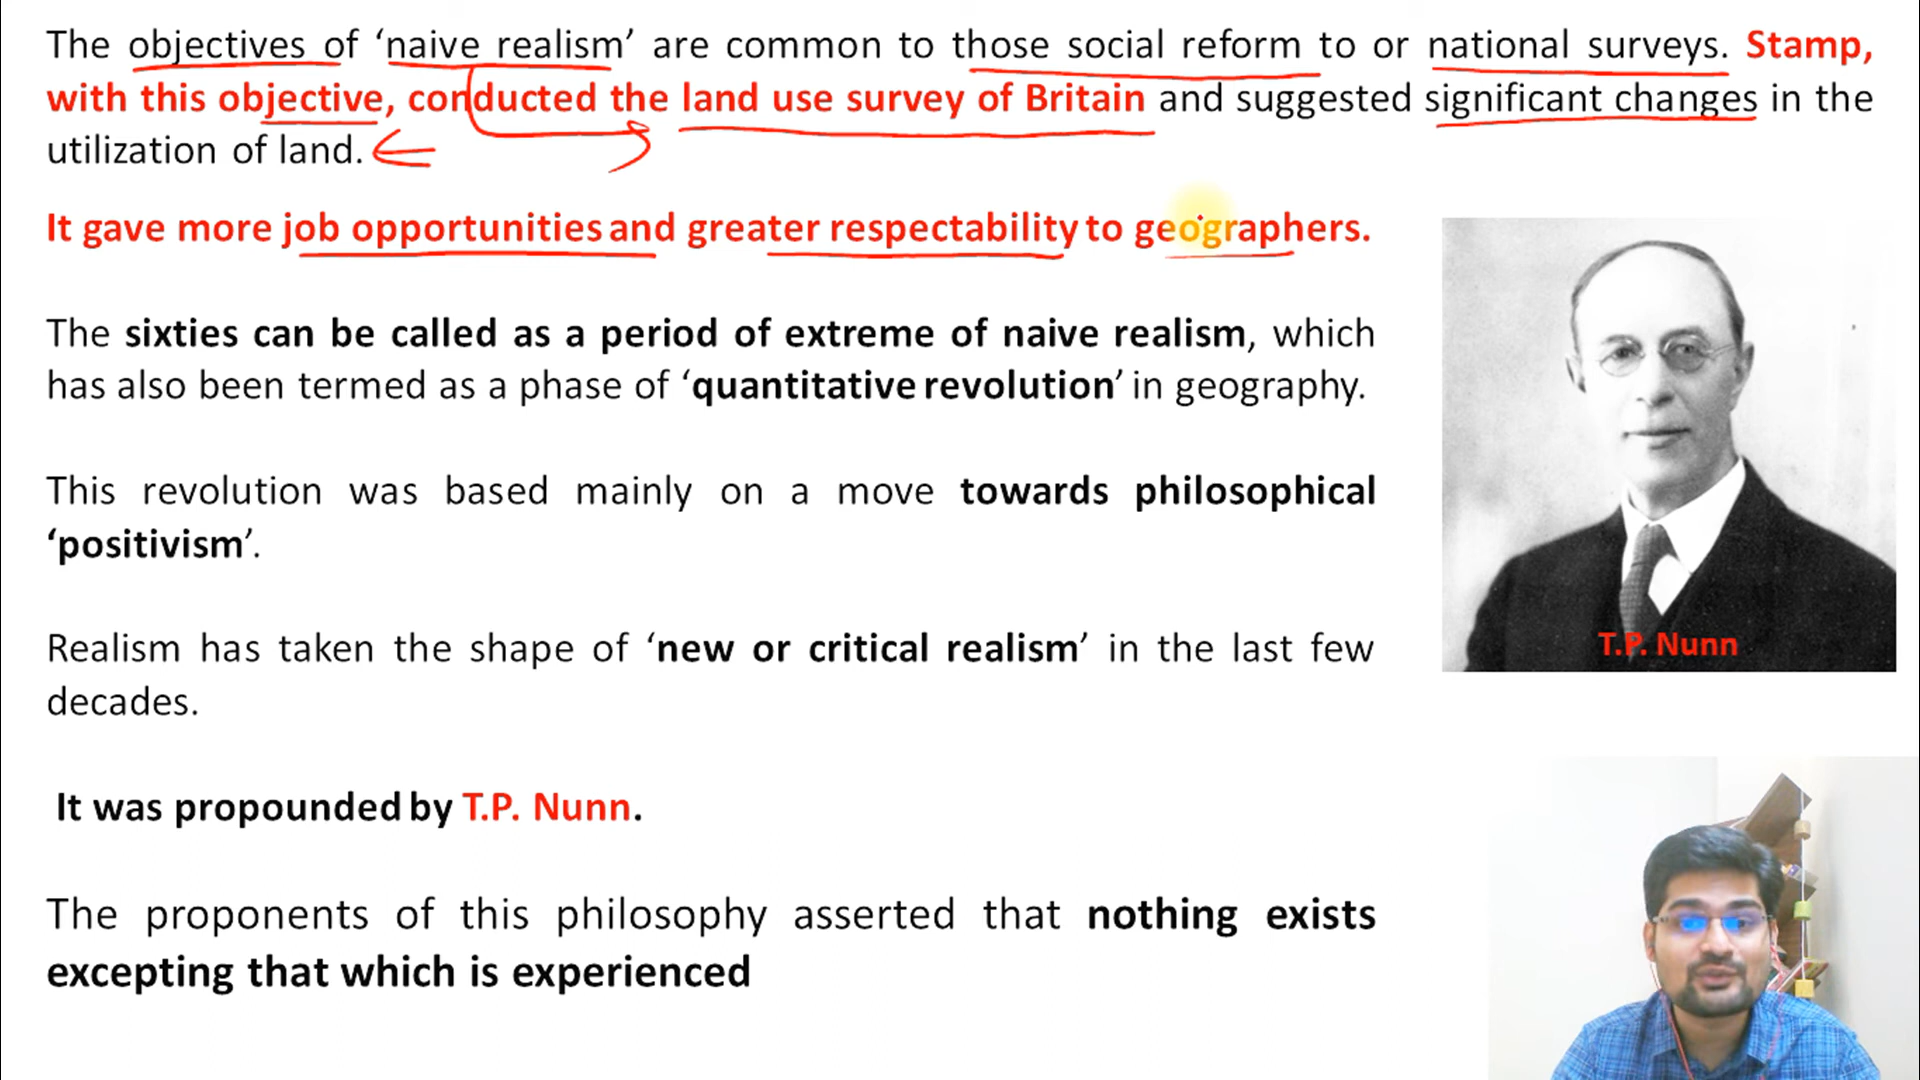 The objectives of ‘naive realism’ are common to those social reform to or national surveys. Stamp,
with this objective, conducted the land use survey of Britain and suggested significant changes in the
utilization of land.
It gave more job opportunities and greater respectability to geographers.
The sixties can be called as a period of extreme of naive realism, which
has also been termed as a phase of ‘quantitative revolution’ in geography.
This revolution was based mainly on a move towards philosophical
‘positivism’.
Realism has taken the shape of ‘new or critical realism’ in the last few
decades.
It was propounded by T.P. Nunn.
The proponents of this philosophy asserted that nothing exists
excepting that which is experienced
T.P. Nunn